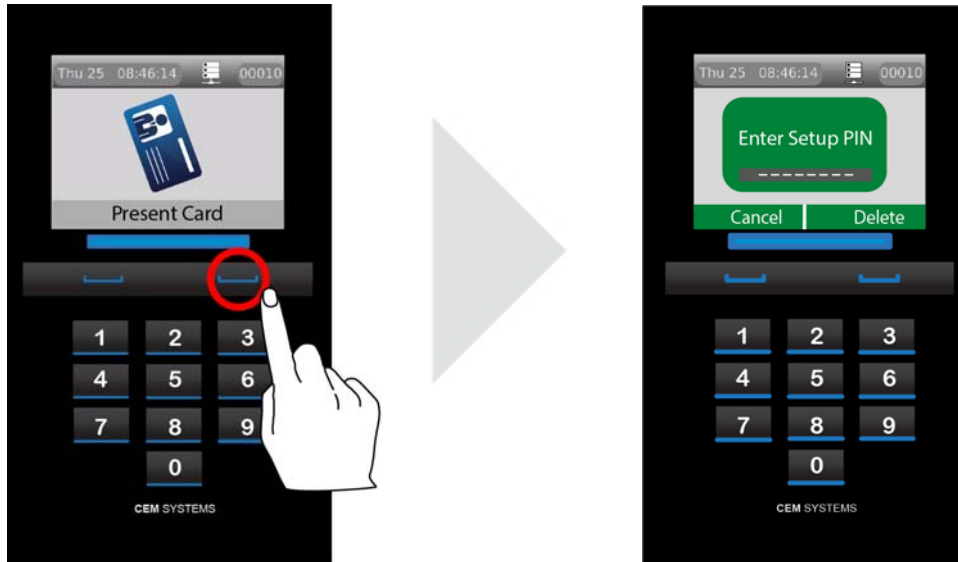 Thu 25 08:46:14 00010
Present Card
1 2 3
4 5 6
7 8 9
0
CEM SYSTEMS
Thu 25 08:46:14 00010
Enter Setup PIN
--------
Cancel Delete
1 2 3
4 5 6
7 8 9
0
CEM SYSTEMS